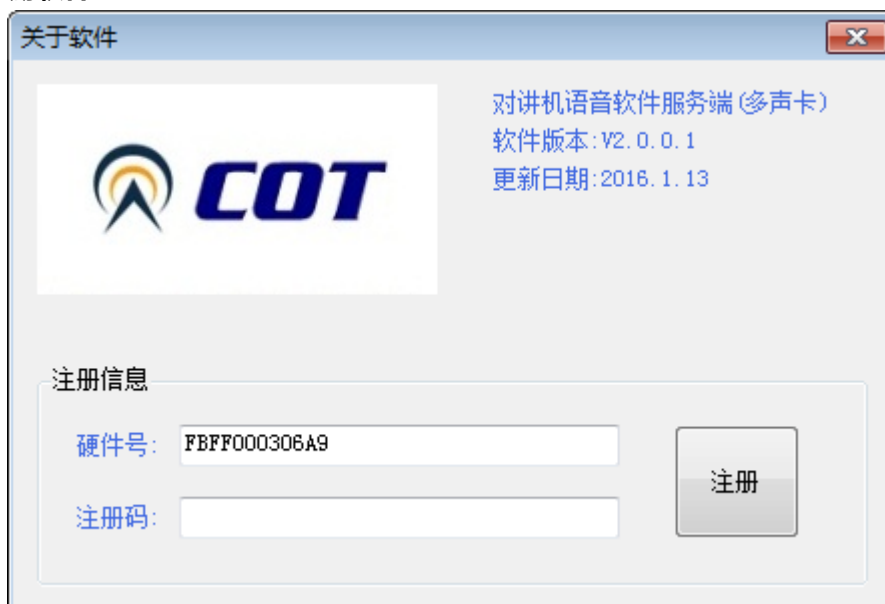 关于软件
COT
对讲机语音软件服务端(多声卡)
软件版本:V2.0.0.1
更新日期:2016.1.13
注册信息
硬件号: FBFF000306A9
注册
注册码: